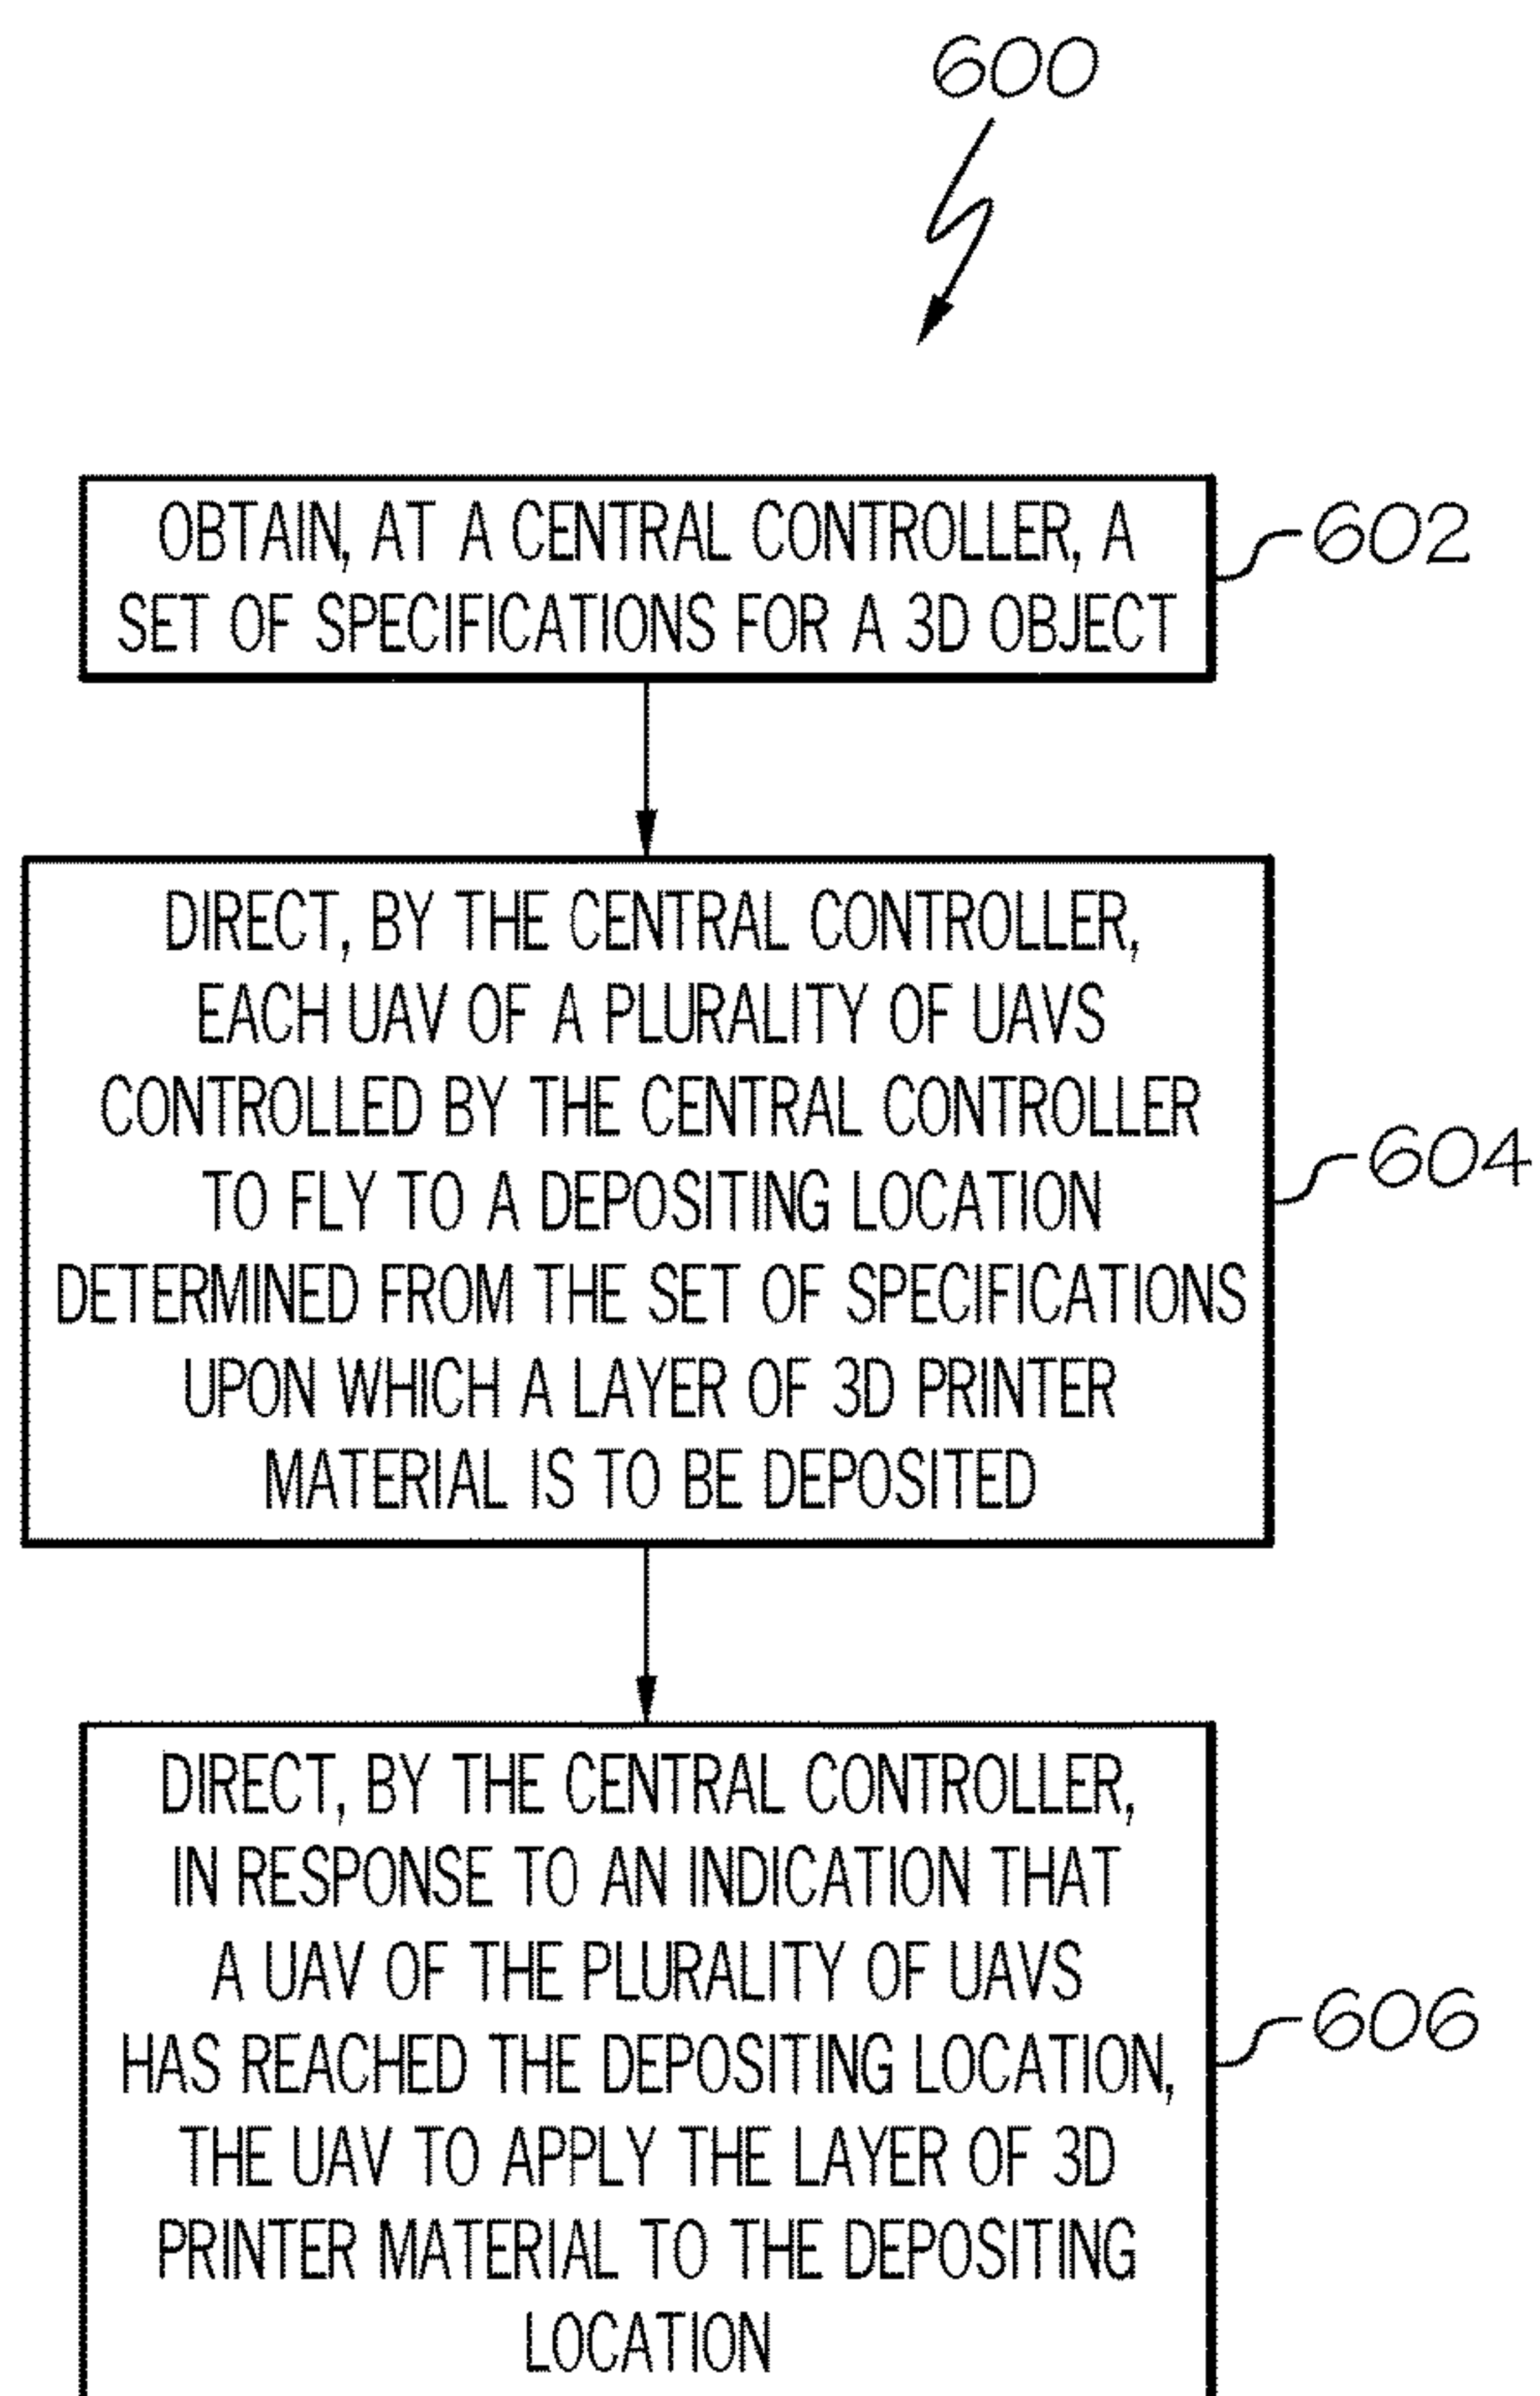 600
OBTAIN, AT A CENTRAL CONTROLLER, A
SET OF SPECIFICATIONS FOR A 3D OBJECT
602
DIRECT, BY THE CENTRAL CONTROLLER,
EACH UAV OF A PLURALITY OF UAVS
CONTROLLED BY THE CENTRAL CONTROLLER
TO FLY TO A DEPOSITING LOCATION
DETERMINED FROM THE SET OF SPECIFICATIONS
UPON WHICH A LAYER OF 3D PRINTER
MATERIAL IS TO BE DEPOSITED
604
DIRECT, BY THE CENTRAL CONTROLLER,
IN RESPONSE TO AN INDICATION THAT
A UAV OF THE PLURALITY OF UAVS
HAS REACHED THE DEPOSITING LOCATION,
THE UAV TO APPLY THE LAYER OF 3D
PRINTER MATERIAL TO THE DEPOSITING
LOCATION
606